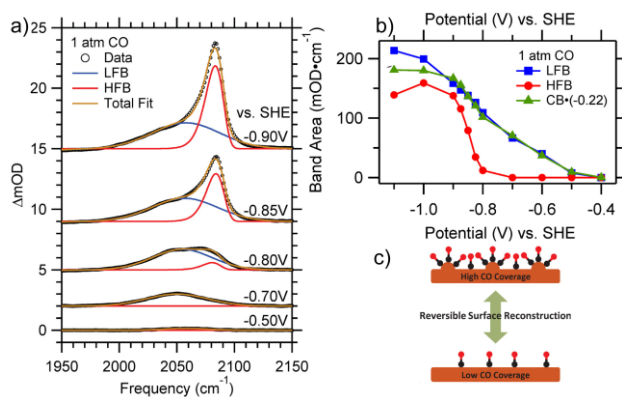 a)
1 atm CO
Data
LFB
HFB
Total Fit
vs. SHE
-0.90V
-0.85V
-0.80V
-0.70V
-0.50V
25
20
15
10
5
0
ΔmOD
1950
2000
2050
2100
2150
Frequency (cm-1)
b)
Potential (V) vs. SHE
1 atm CO
LFB
HFB
CB•(-0.22)
200
150
100
50
0
Band Area (mOD•cm-1)
-1.0
-0.8
-0.6
-0.4
Potential (V) vs. SHE
c)
High CO Coverage
Reversible Surface Reconstruction
Low CO Coverage